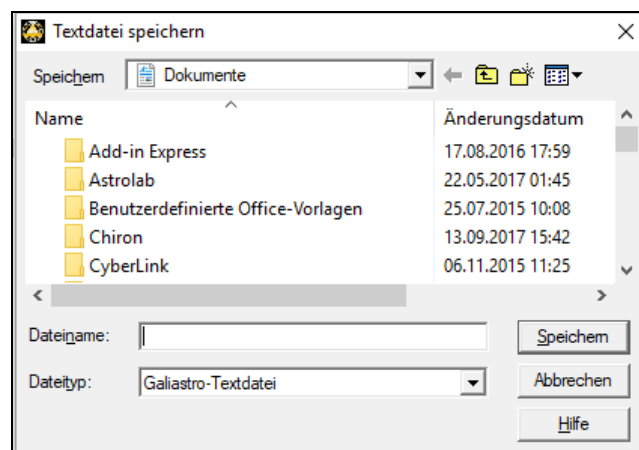 Textdatei speichern
Speichern Dokumente
Name Änderungsdatum
Add-in Express 17.08.2016 17:59
Astrolab 22.05.2017 01:45
Benutzerdefinierte Office-Vorlagen 25.07.2015 10:08
Chiron 13.09.2017 15:42
CyberLink 06.11.2015 11:25
Dateiname: Speichern
Dateityp: Galiastro-Textdatei Abbrechen
Hilfe